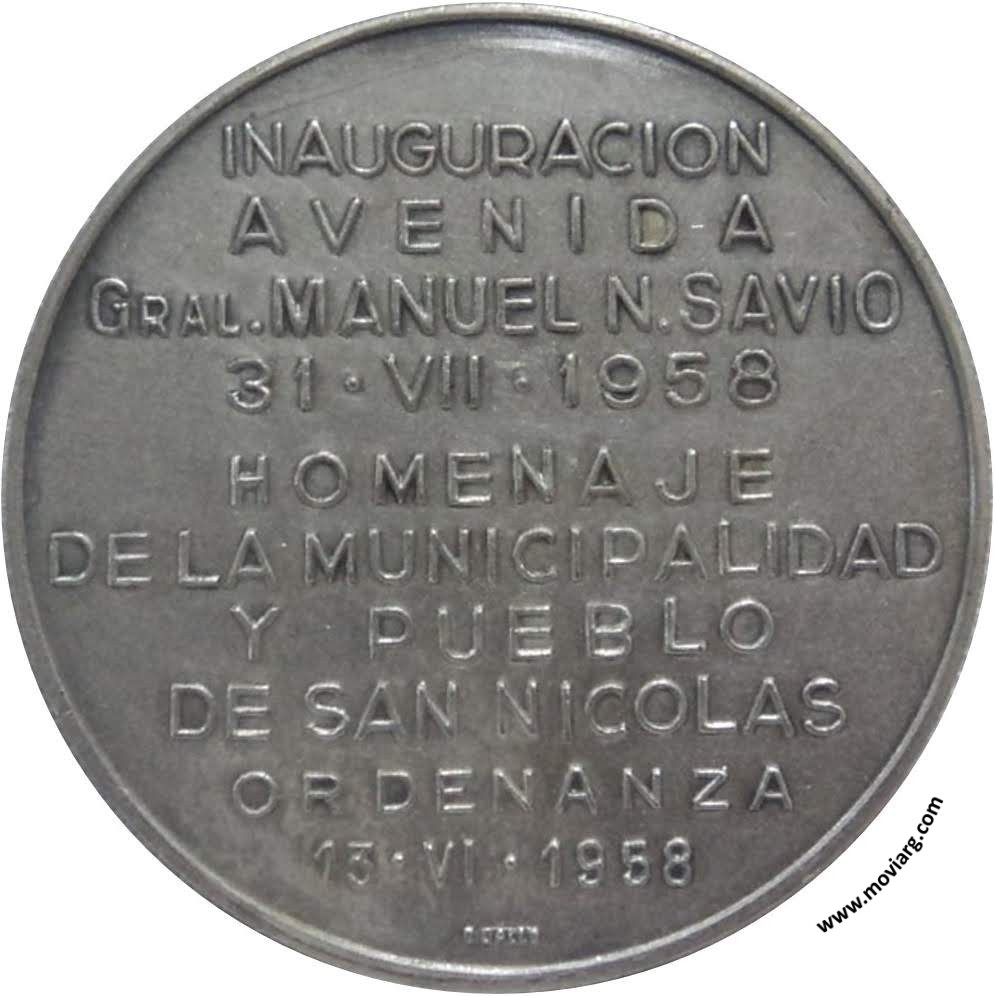 INAUGURACION
AVENIDA
GRAL. MANUEL N. SAVIO
31 · VII · 1958
HOMENAJE
DE LA MUNICIPALIDAD
Y PUEBLO
DE SAN NICOLAS
ORDENANZA
13 · VI · 1958
www.moviarg.com